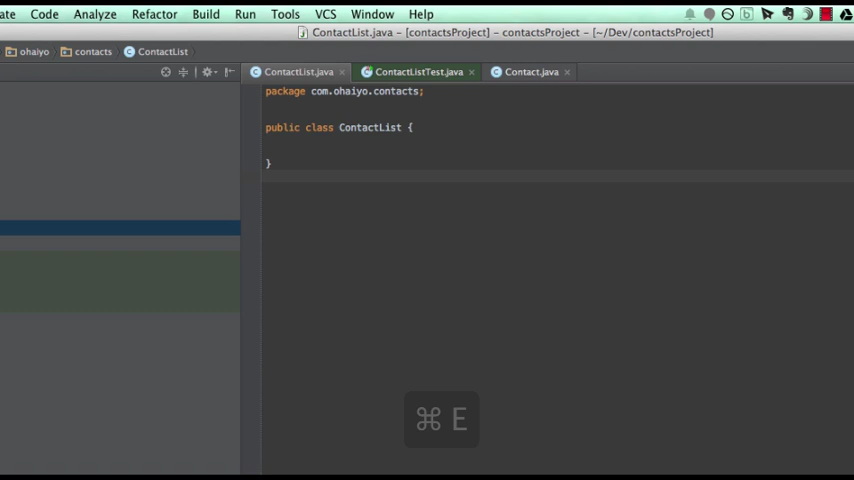 ate Code Analyze Refactor Build Run Tools VCS Window Help
ContactList.java – [contactsProject] – contactsProject – [~/Dev/contactsProject]
ohaiyo contacts ContactList
ContactList.java ContactListTest.java Contact.java
package com.ohaiyo.contacts;
public class ContactList {
}
⌘ E